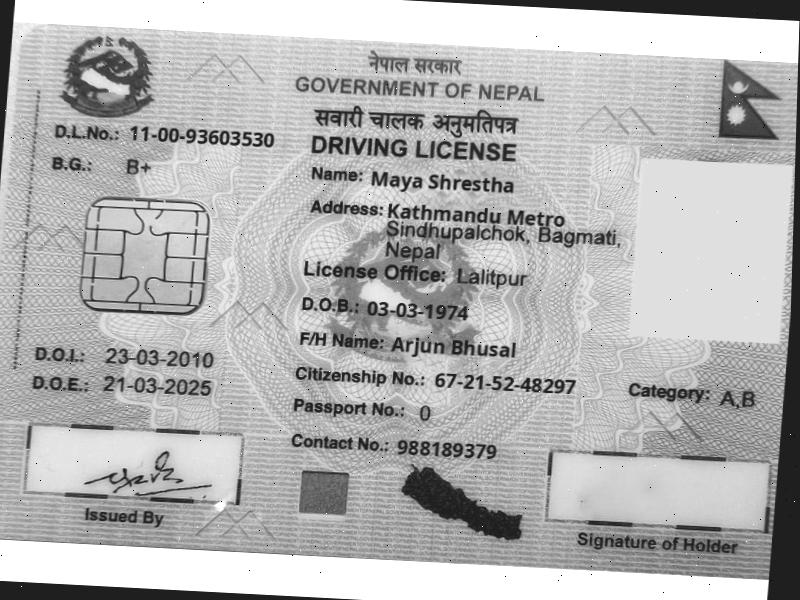 नेपाल सरकार
GOVERNMENT OF NEPAL
सवारी चालक अनुमतिपत्र
DRIVING LICENSE
D.L.No.: 11-00-93603530
B.G.: B+
Name: Maya Shrestha
Address: Kathmandu Metro
Sindhupalchok, Bagmati,
Nepal
License Office: Lalitpur
D.O.B.: 03-03-1974
F/H Name: Arjun Bhusal
D.O.I.: 23-03-2010
D.O.E.: 21-03-2025
Citizenship No.: 67-21-52-48297
Category: A,B
Passport No.: 0
Contact No.: 988189379
Issued By
Signature of Holder